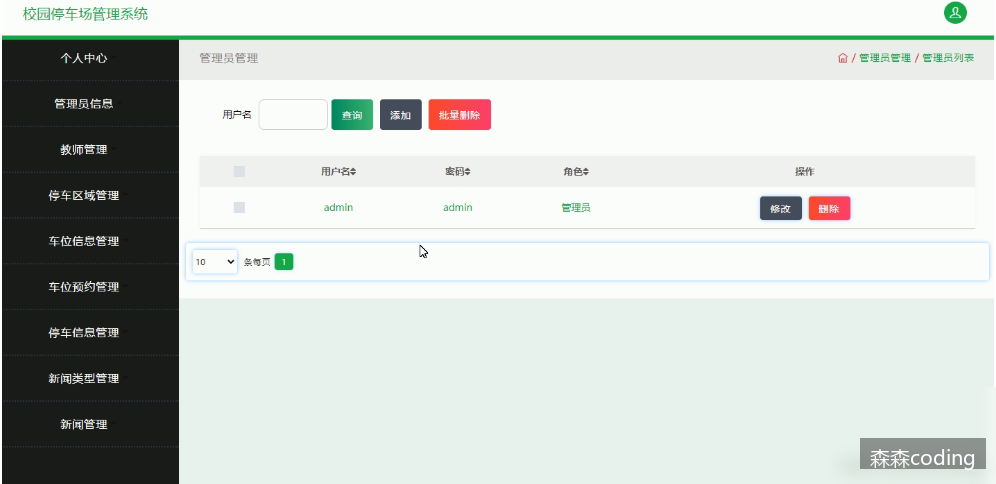 校园停车场管理系统
个人中心
管理员信息
教师管理
停车区域管理
车位信息管理
车位预约管理
停车信息管理
新闻类型管理
新闻管理
管理员管理
/ 管理员管理 / 管理员列表
用户名 查询 添加 批量删除
用户名 密码 角色 操作
admin admin 管理员 修改 删除
10 条每页 1
森森coding